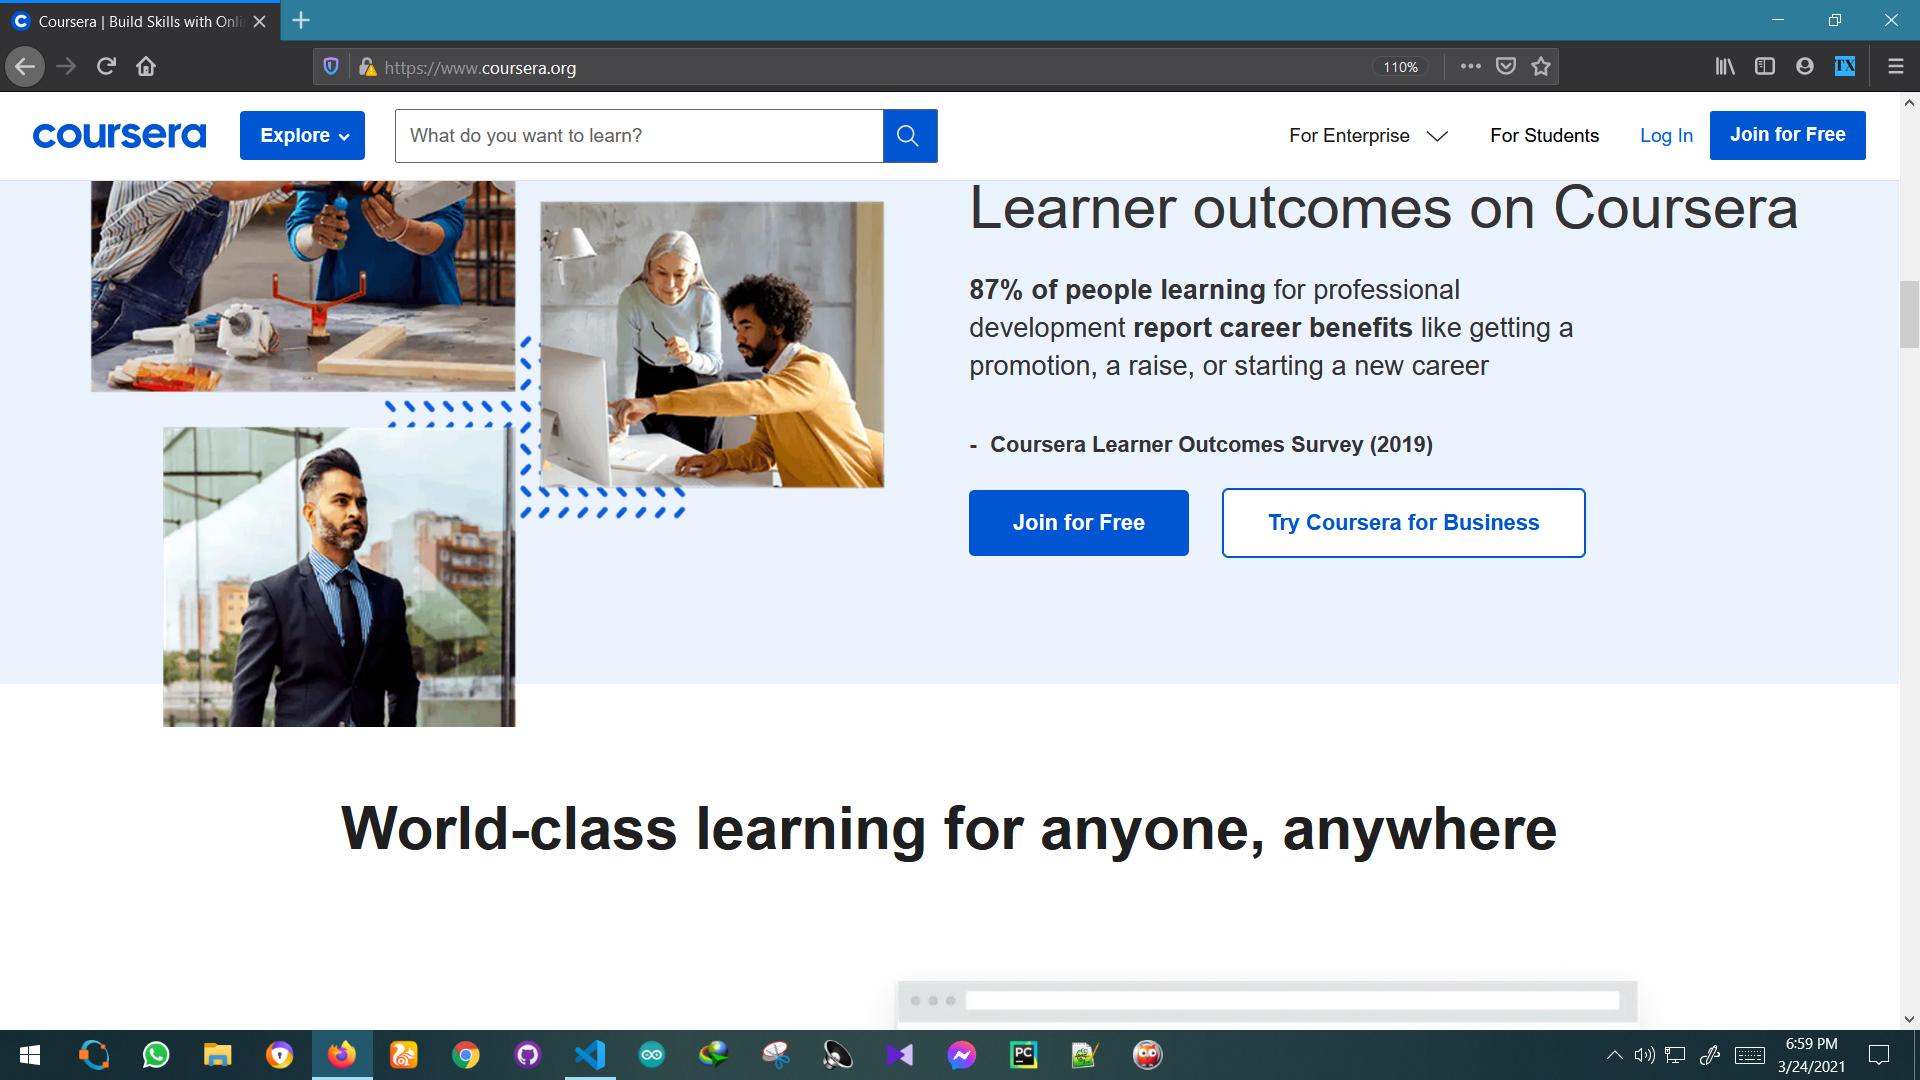 Coursera | Build Skills with Onli
https://www.coursera.org
110%
TX
coursera
Explore
What do you want to learn?
For Enterprise
For Students
Log In
Join for Free
Learner outcomes on Coursera
87% of people learning for professional
development report career benefits like getting a
promotion, a raise, or starting a new career
- Coursera Learner Outcomes Survey (2019)
Join for Free
Try Coursera for Business
World-class learning for anyone, anywhere
PC
6:59 PM
3/24/2021